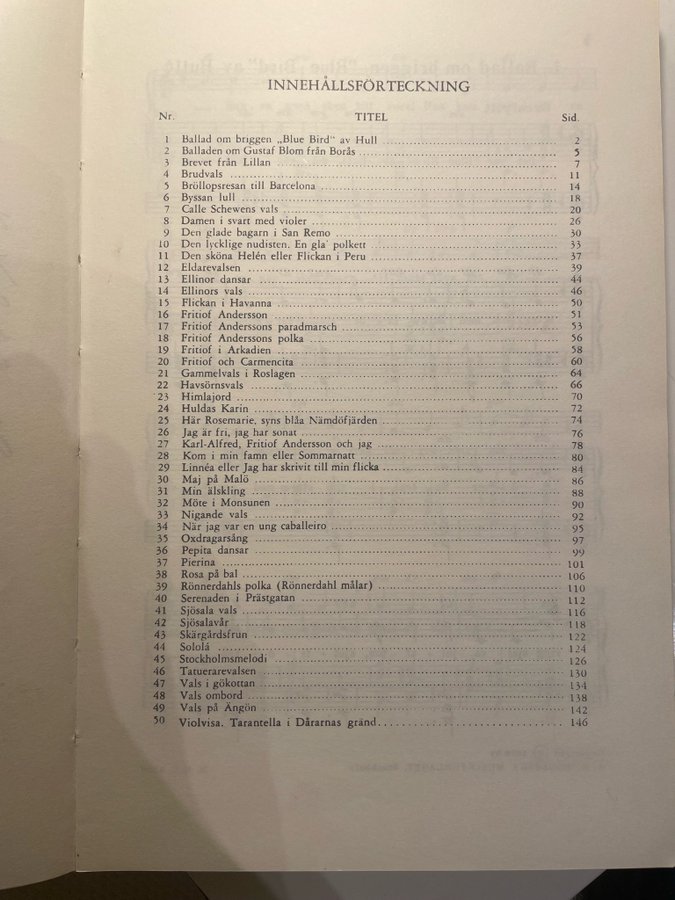 INNEHÅLLSFÖRTECKNING
Nr. TITEL Sid.
1 Ballad om briggen „Blue Bird“ av Hull 2
2 Balladen om Gustaf Blom från Borås 5
3 Brevet från Lillan 7
4 Brudvals 11
5 Bröllopsresan till Barcelona 14
6 Byssan lull 18
7 Calle Schewens vals 20
8 Damen i svart med violer 26
9 Den glade bagarn i San Remo 30
10 Den lycklige nudisten. En gla' polkett 33
11 Den sköna Helén eller Flickan i Peru 37
12 Eldarevalsen 39
13 Ellinor dansar 44
14 Ellinors vals 46
15 Flickan i Havanna 50
16 Fritiof Andersson 51
17 Fritiof Anderssons paradmarsch 53
18 Fritiof Anderssons polka 56
19 Fritiof i Arkadien 58
20 Fritiof och Carmencita 60
21 Gammelvals i Roslagen 64
22 Havsörnsvals 66
23 Himlajord 70
24 Huldas Karin 72
25 Här Rosemarie, syns blåa Nämdöfjärden 74
26 Jag är fri, jag har sonat 76
27 Karl-Alfred, Fritiof Andersson och jag 78
28 Kom i min famn eller Sommarnatt 80
29 Linnéa eller Jag har skrivit till min flicka 84
30 Maj på Malö 86
31 Min älskling 88
32 Möte i Monsunen 90
33 Nigande vals 92
34 När jag var en ung caballeiro 95
35 Oxdragarsång 97
36 Pepita dansar 99
37 Pierina 101
38 Rosa på bal 106
39 Rönnerdahls polka (Rönnerdahl målar) 110
40 Serenaden i Prästgatan 112
41 Sjösala vals 116
42 Sjösalavår 118
43 Skärgårdsfrun 122
44 Sololá 124
45 Stockholmsmelodi 126
46 Tatuerarevalsen 130
47 Vals i gökottan 134
48 Vals ombord 138
49 Vals på Ängön 142
50 Violvisa. Tarantella i Dårarnas gränd 146